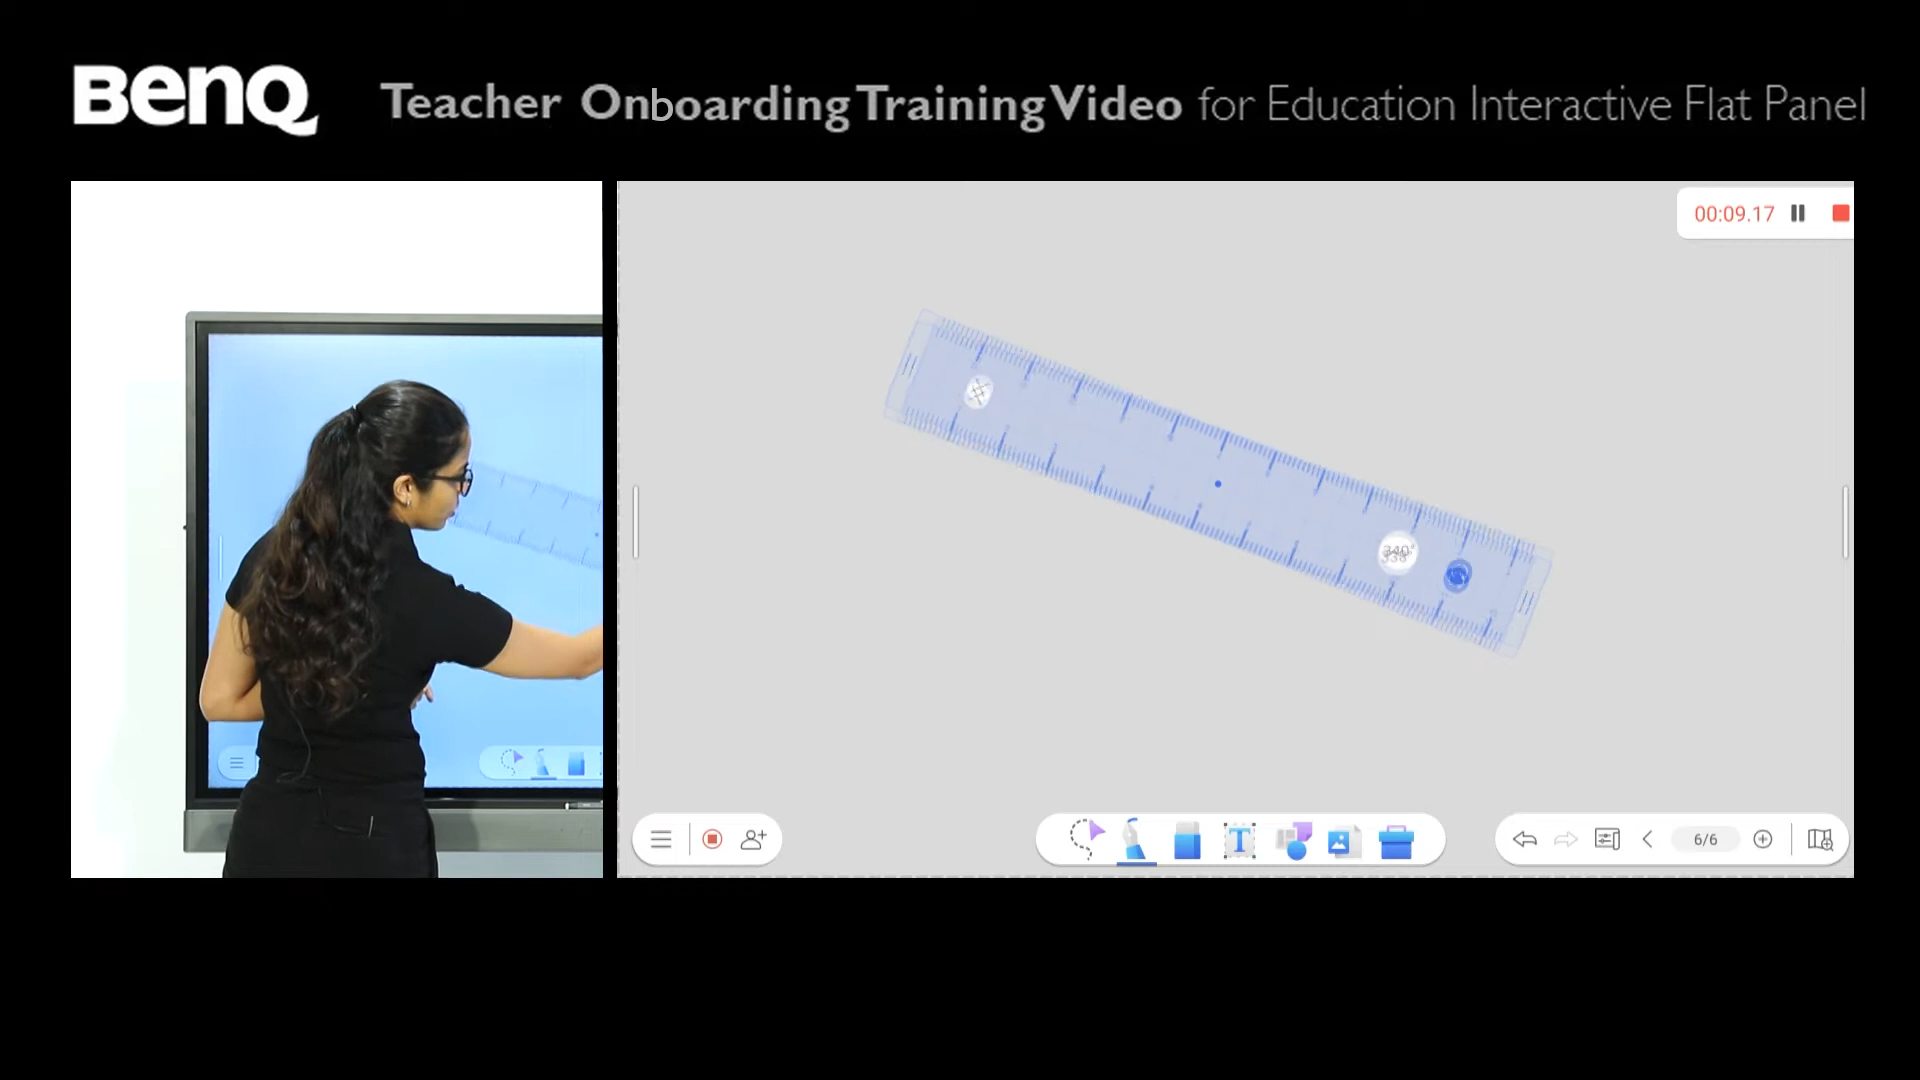 BenQ Teacher Onboarding Training Video for Education Interactive Flat Panel
00:09.17
T
6/6